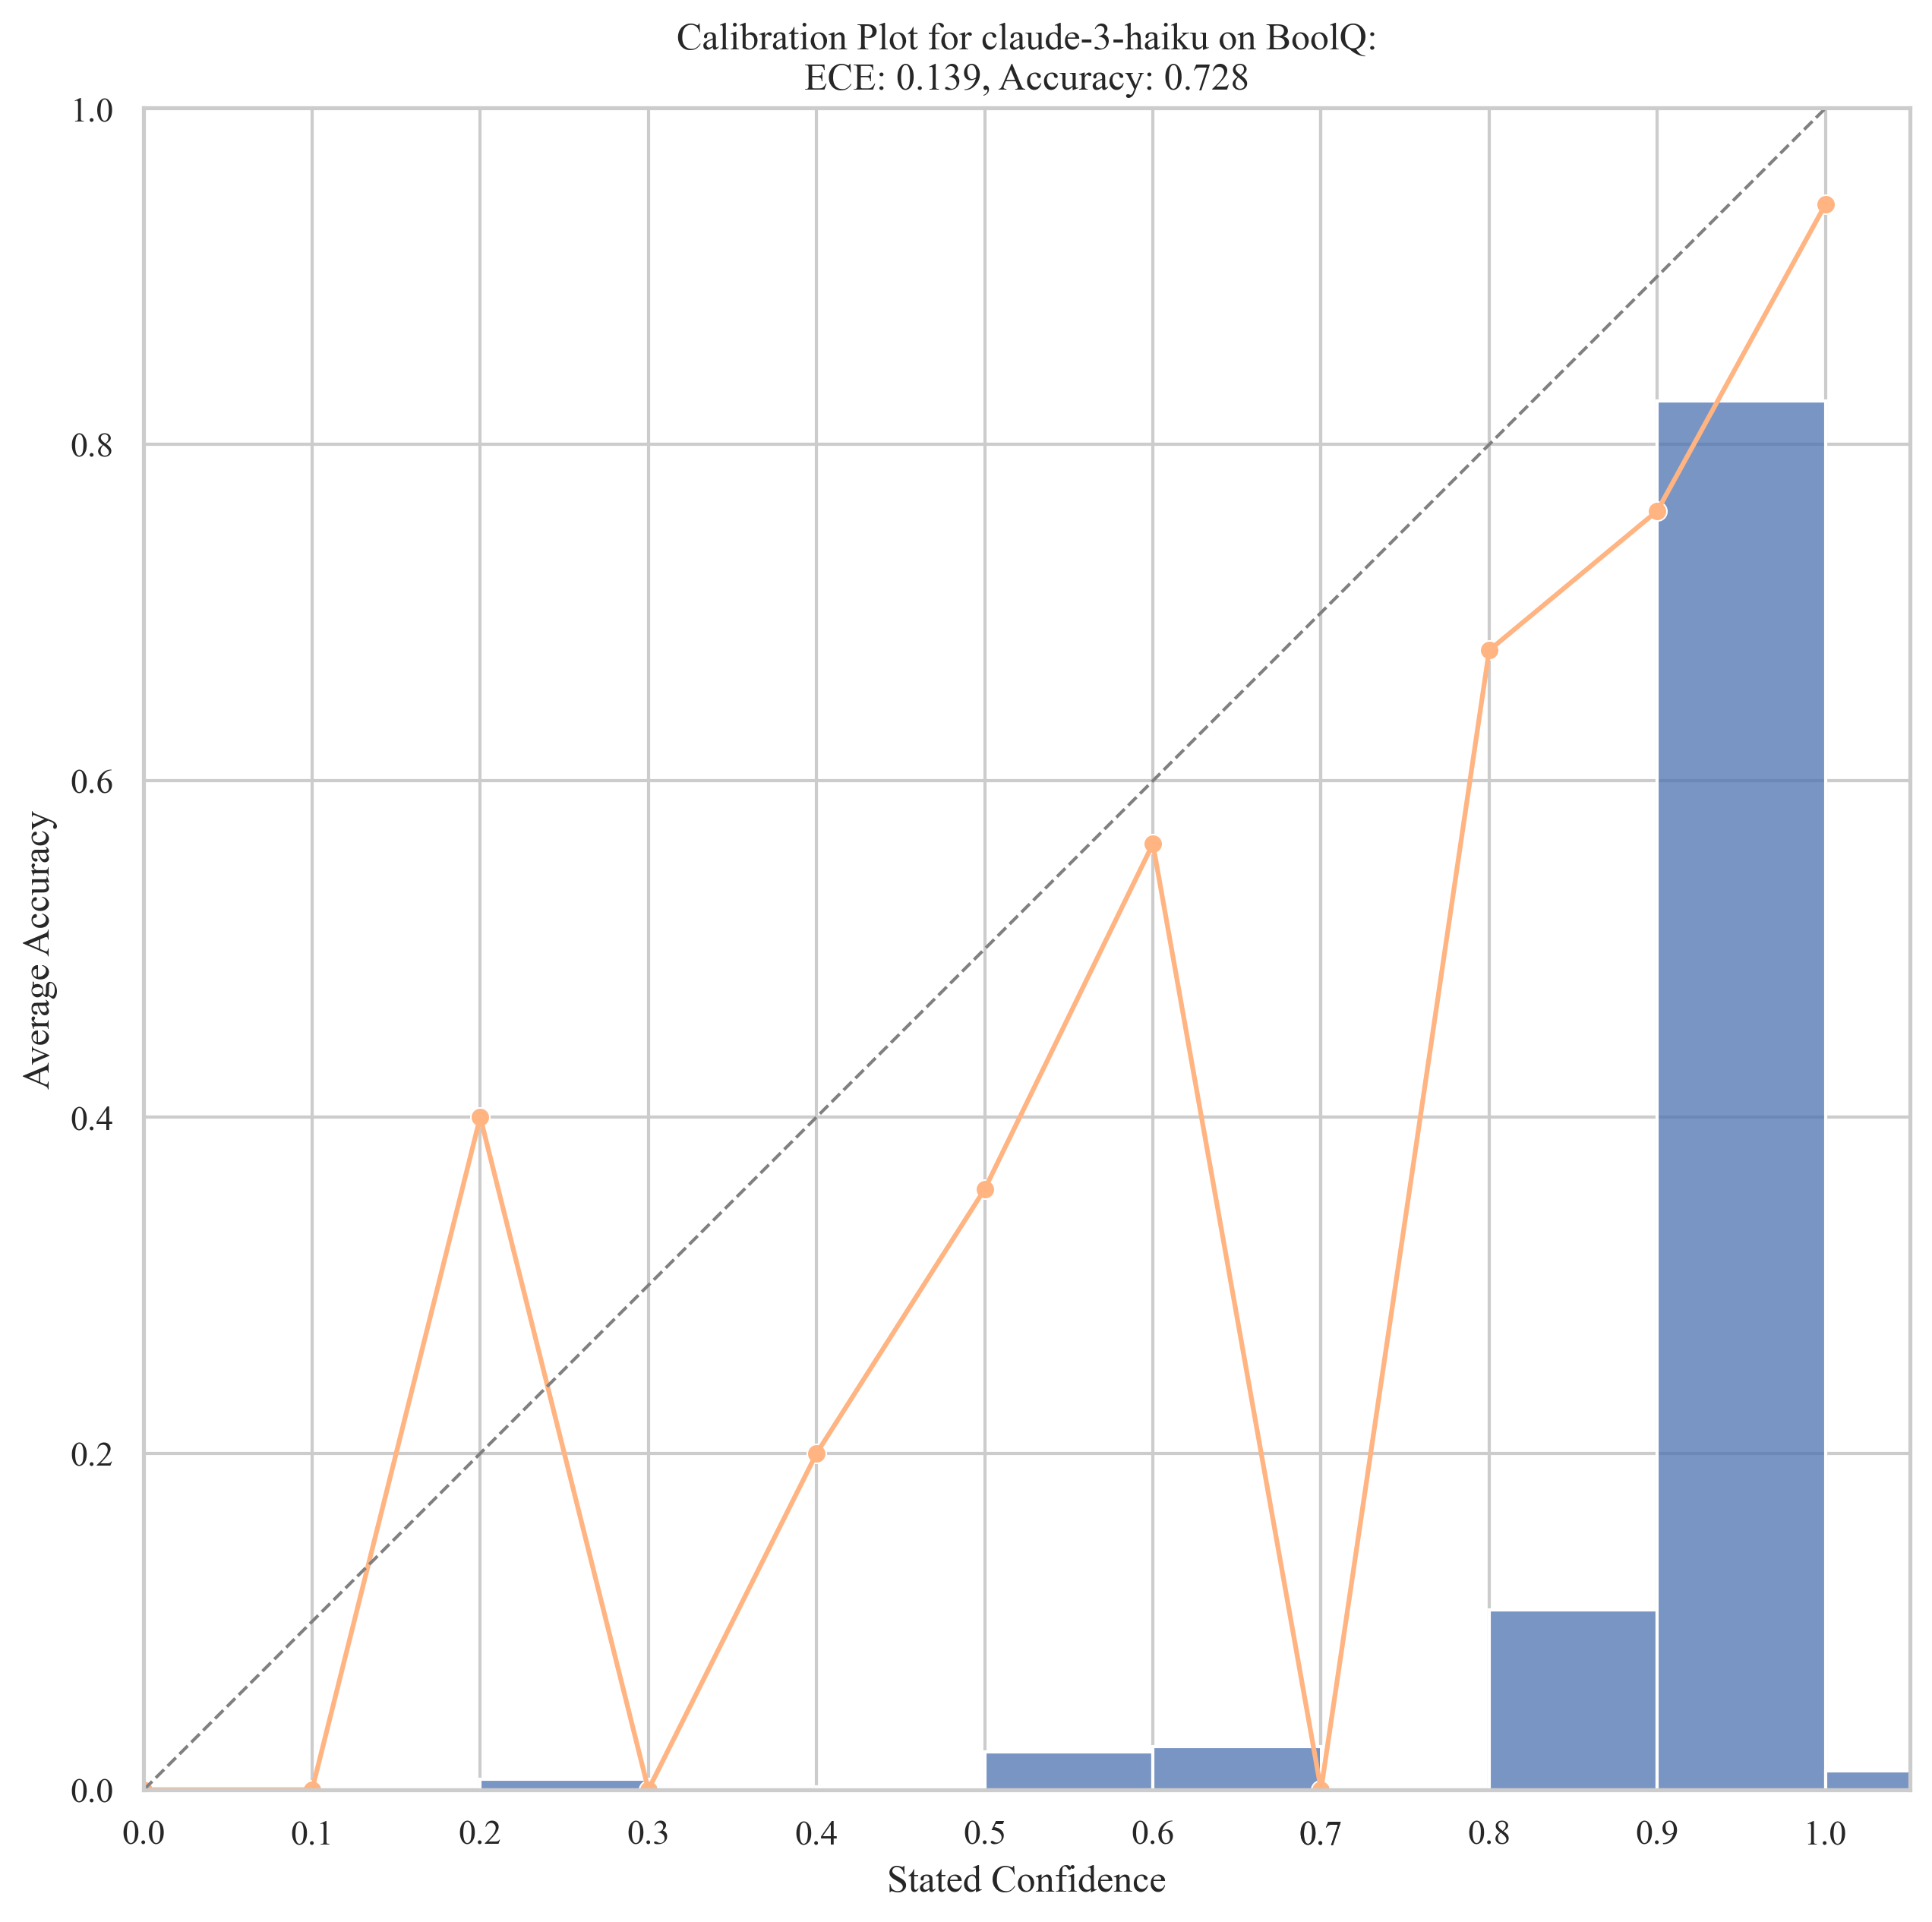 Calibration Plot for claude-3-haiku on BoolQ:
ECE: 0.139, Accuracy: 0.728
1.0
0.8
0.6
0.4
0.2
0.0
Average Accuracy
0.0 0.1 0.2 0.3 0.4 0.5 0.6 0.7 0.8 0.9 1.0
Stated Confidence